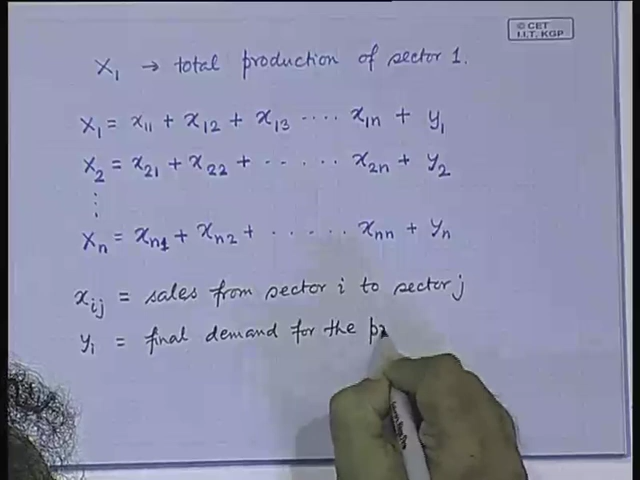 © CET
I.I.T. KGP
X₁ → total production of sector 1.
X₁ = x₁₁ + x₁₂ + x₁₃ .... x₁ₙ + y₁
X₂ = x₂₁ + x₂₂ + ...... x₂ₙ + y₂
⋮
Xₙ = xₙ₁ + xₙ₂ + ...... xₙₙ + yₙ
xᵢⱼ = sales from sector i to sector j
yᵢ = final demand for the